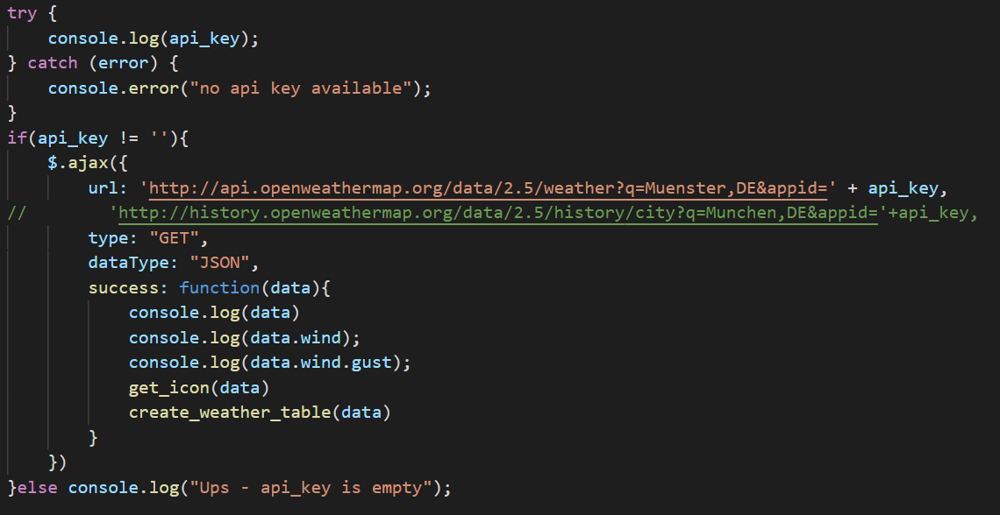 try {
    console.log(api_key);
} catch (error) {
    console.error("no api key available");
}
if(api_key != ''){
    $.ajax({
        url: 'http://api.openweathermap.org/data/2.5/weather?q=Muenster,DE&appid=' + api_key,
//        'http://history.openweathermap.org/data/2.5/history/city?q=Munchen,DE&appid='+api_key,
        type: "GET",
        dataType: "JSON",
        success: function(data){
            console.log(data)
            console.log(data.wind);
            console.log(data.wind.gust);
            get_icon(data)
            create_weather_table(data)
        }
    })
}else console.log("Ups - api_key is empty");